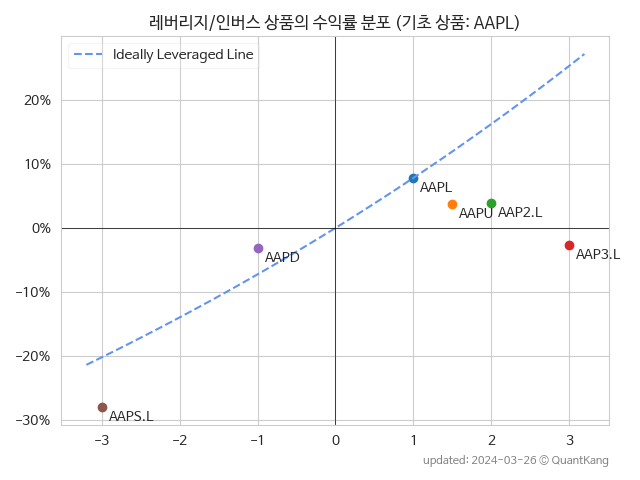 레버리지/인버스 상품의 수익률 분포 (기초 상품: AAPL)
Ideally Leveraged Line
20%
10%
0%
−10%
−20%
−30%
AAPL
AAPU
AAP2.L
AAP3.L
AAPD
AAPS.L
−3 −2 −1 0 1 2 3
updated: 2024-03-26 © QuantKang